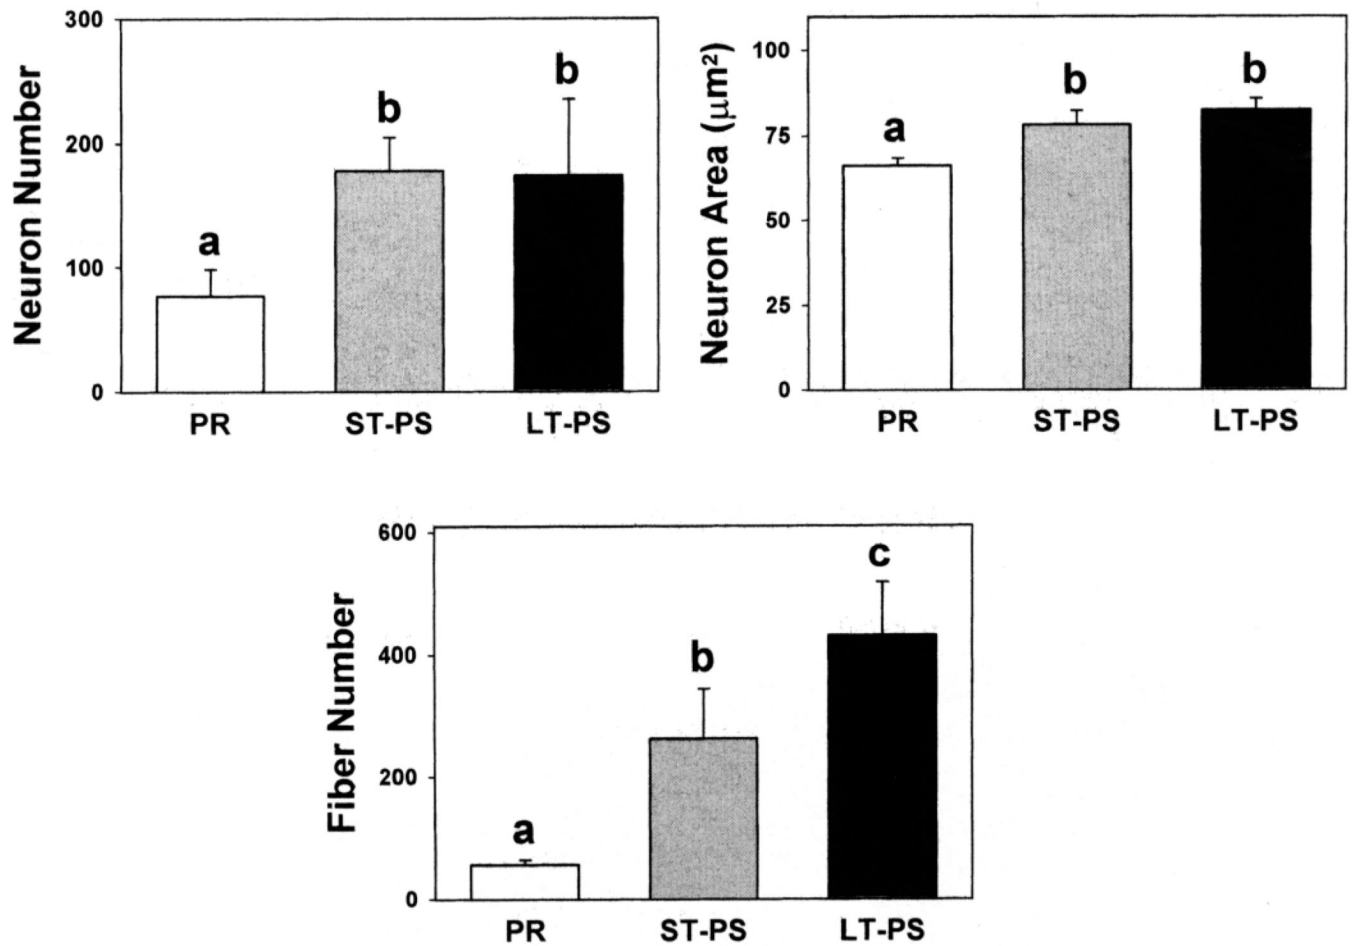 Neuron Number
300
200
100
0
a
b
b
PR ST-PS LT-PS
Neuron Area (μm²)
100
75
50
25
0
a
b
b
PR ST-PS LT-PS
Fiber Number
600
400
200
0
a
b
c
PR ST-PS LT-PS